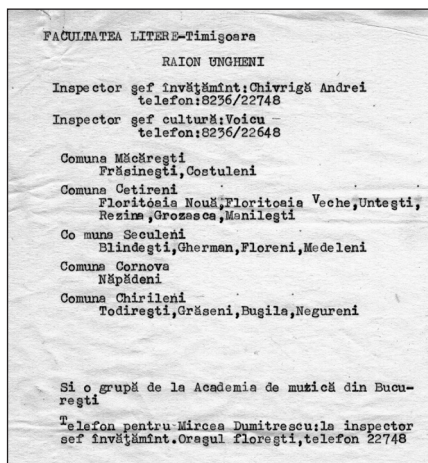 FACULTATEA LITERE-Timişoara
RAION UNGHENI
Inspector şef învăţămînt:Chivrigă Andrei
telefon:8236/22748
Inspector şef cultură:Voicu
telefon:8236/22648
Comuna Măcăreşti
Frăsineşti,Costuleni
Comuna Cetireni
Floritoaia Nouă,Floritoaia Veche,Unteşti,
Rezina,Grozasca,Manileşti
Co muna Seculeni
Blindeşti,Gherman,Floreni,Medeleni
Comuna Cornova
Năpădeni
Comuna Chirileni
Todireşti,Grăseni,Buşila,Negureni
Si o grupă de la Academia de muzică din Bucu-
reşti
Telefon pentru Mircea Dumitrescu:la inspector
şef învăţămînt.Oraşul floreşti,telefon 22748